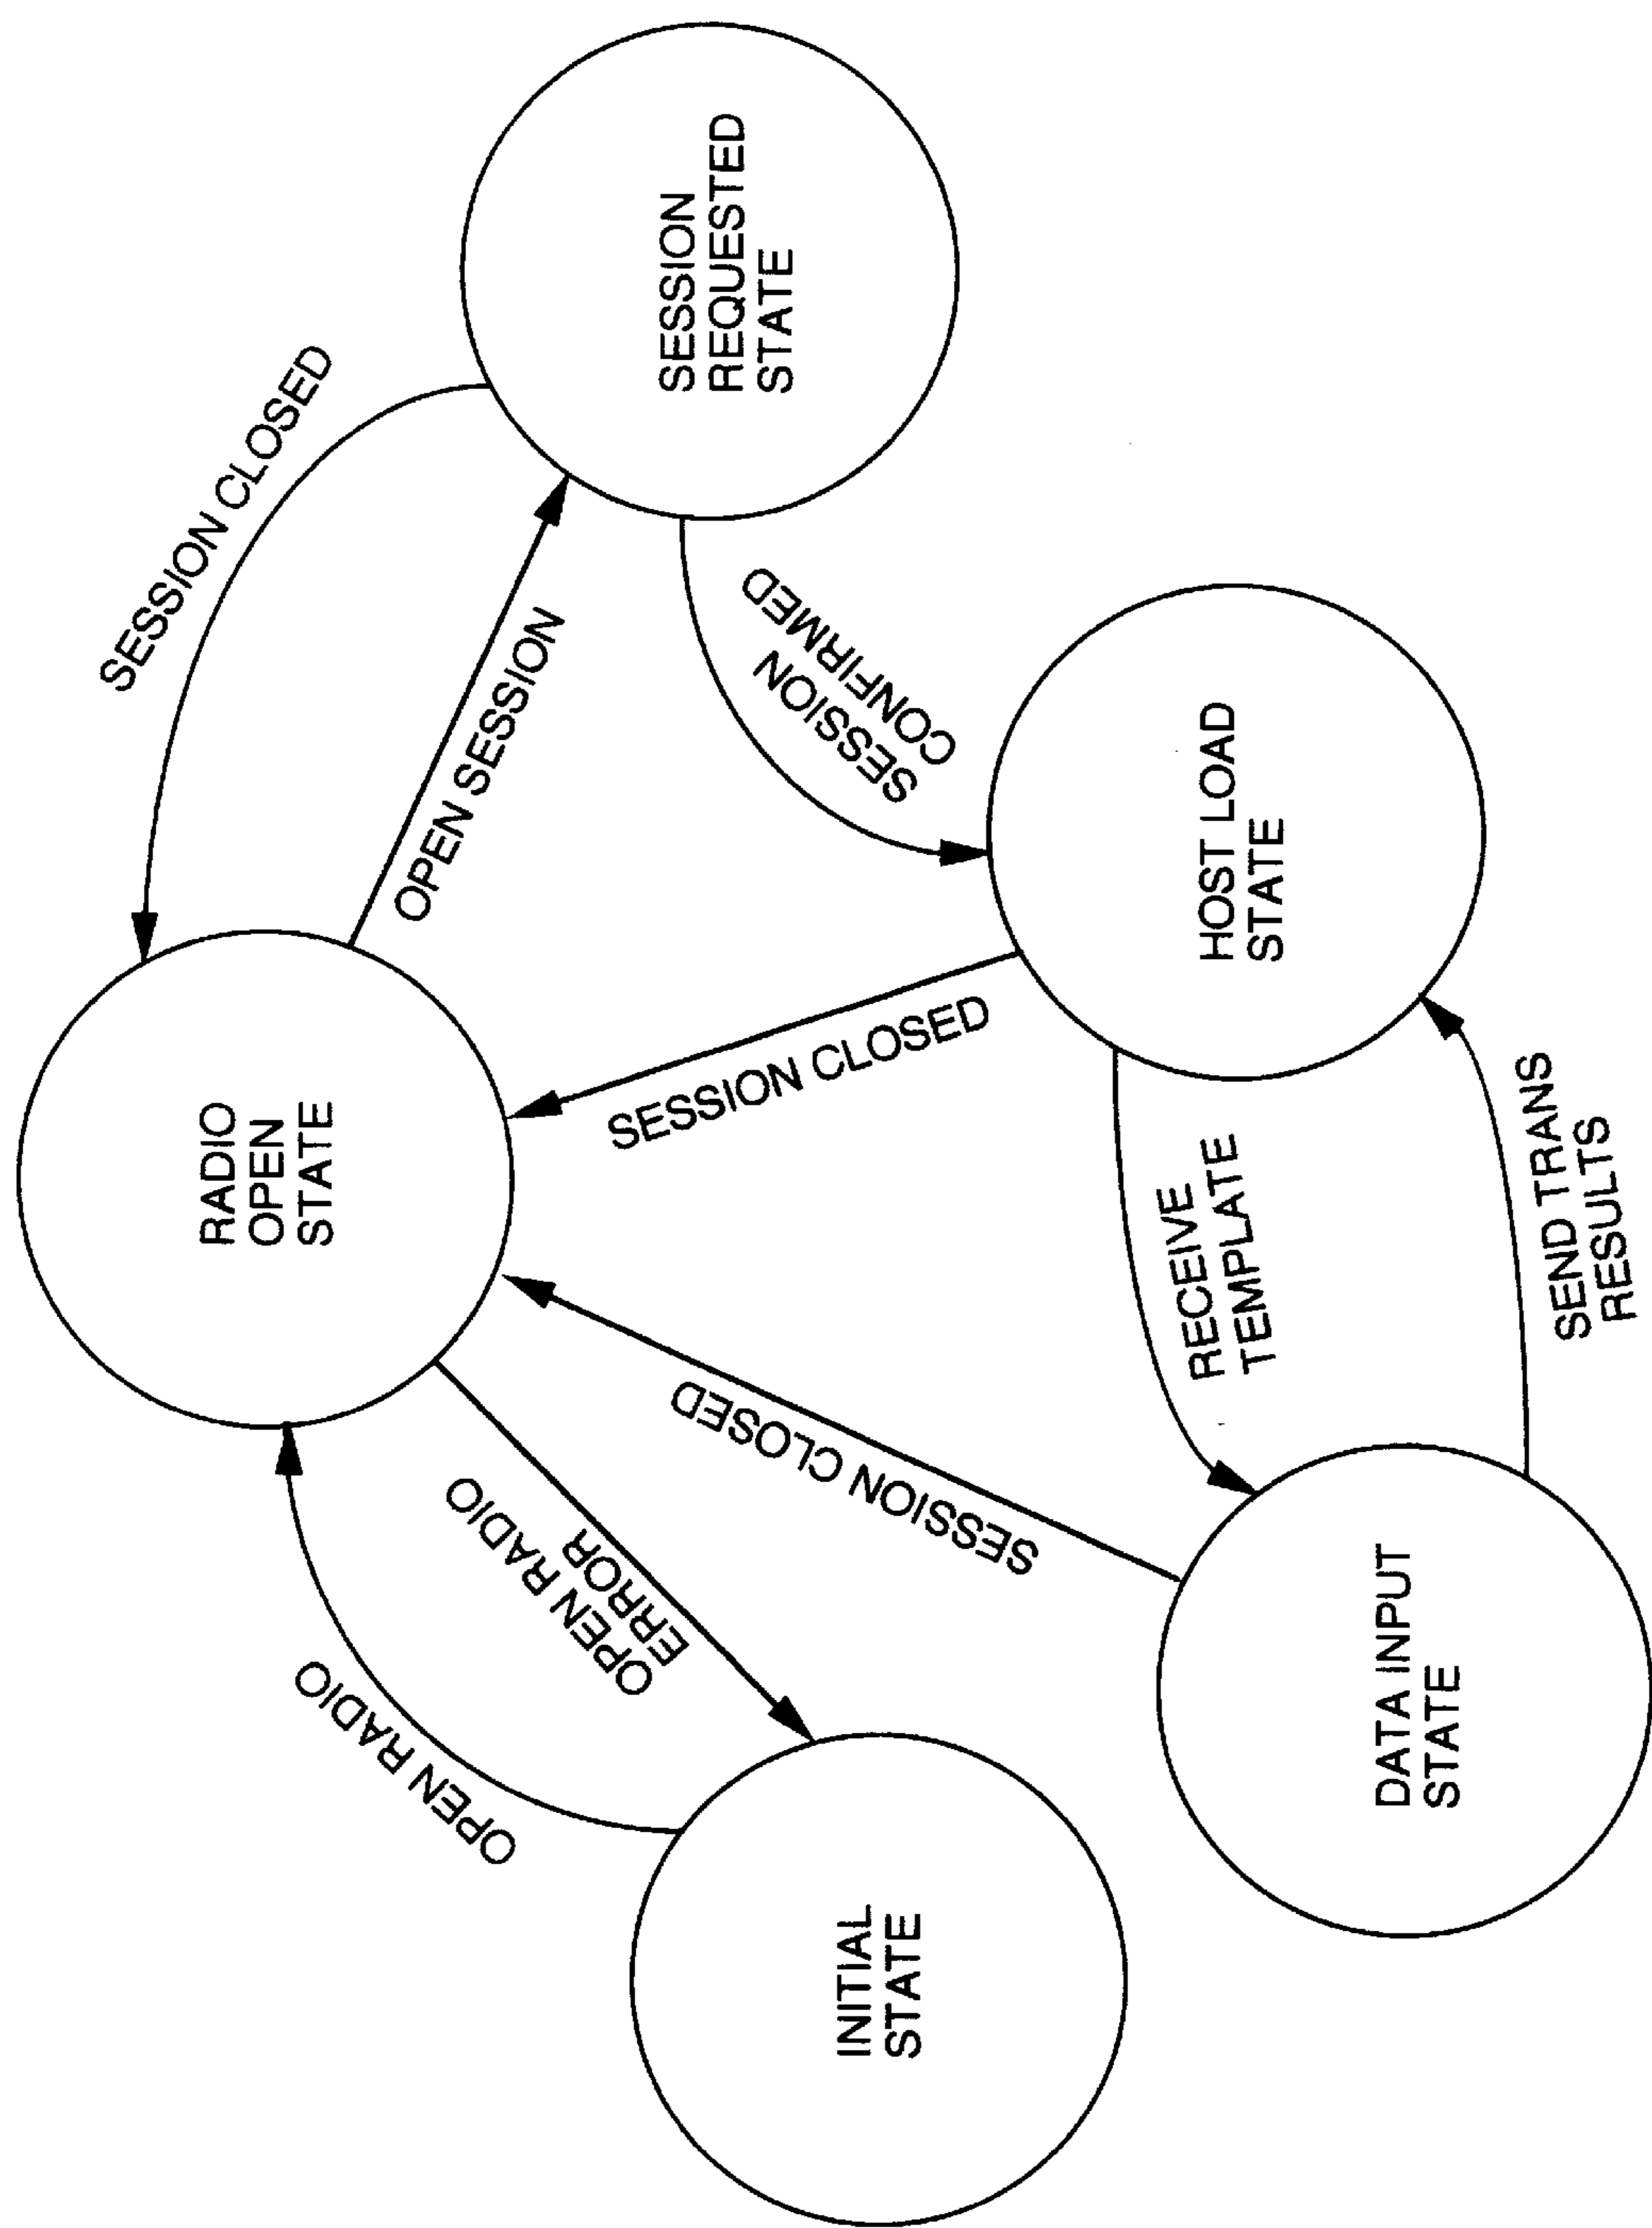 SESSION CLOSED
RADIO
OPEN
STATE
OPEN SESSION
SESSION
REQUESTED
STATE
OPEN RADIO
OPEN RADIO
ERROR
SESSION CLOSED
SESSION CLOSED
SESSION
CONFIRMED
INITIAL
STATE
RECEIVE
TEMPLATE
HOST LOAD
STATE
DATA INPUT
STATE
SEND TRANS
RESULTS